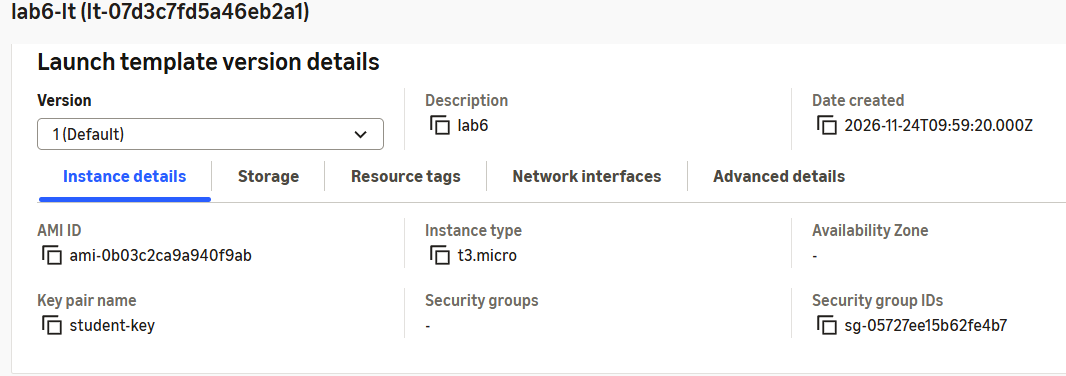 lab6-lt (lt-07d3c7fd5a46eb2a1)
Launch template version details
Version
1 (Default)
Description
lab6
Date created
2026-11-24T09:59:20.000Z
Instance details
Storage
Resource tags
Network interfaces
Advanced details
AMI ID
ami-0b03c2ca9a940f9ab
Instance type
t3.micro
Availability Zone
-
Key pair name
student-key
Security groups
-
Security group IDs
sg-05727ee15b62fe4b7